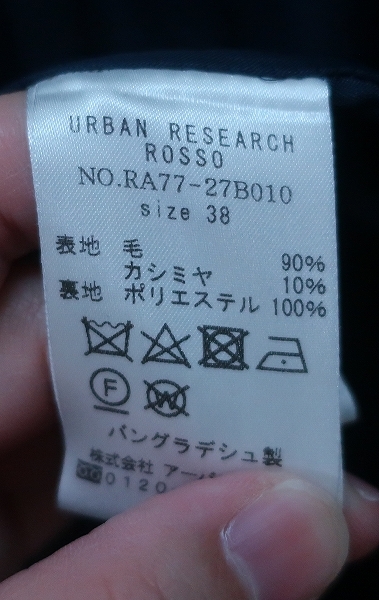 URBAN RESEARCH
ROSSO
NO.RA77-27B010
size 38
表地 毛 90%
カシミヤ 10%
裏地 ポリエステル 100%
F
W
バングラデシュ製
株式会社 アーバ
0120